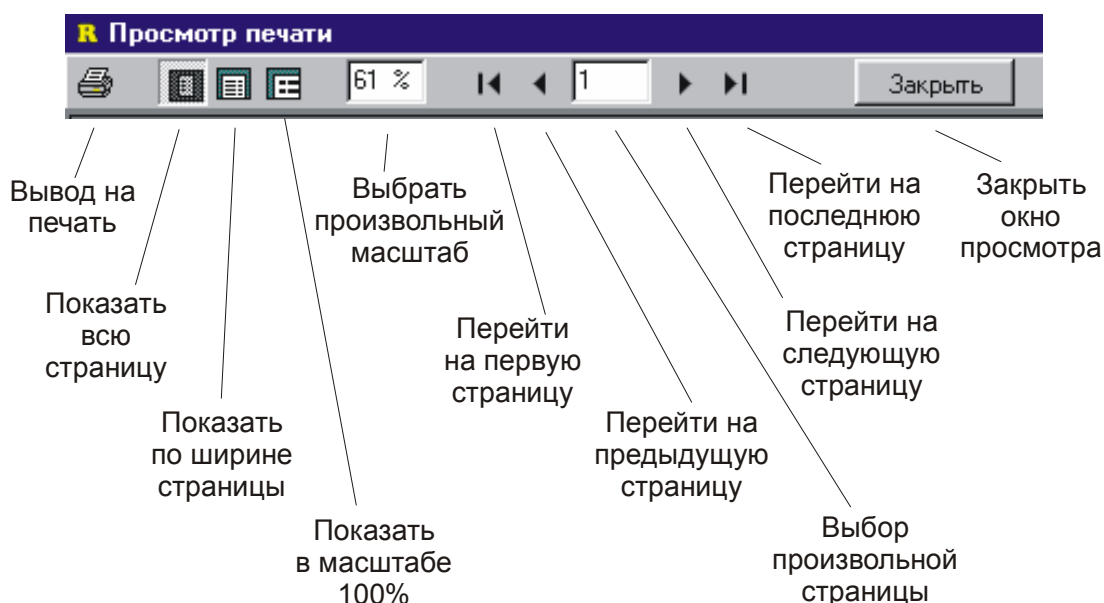 R Просмотр печати
61 %
1
Закрыть
Вывод на
печать
Выбрать
произвольный
масштаб
Перейти на
последнюю
страницу
Закрыть
окно
просмотра
Показать
всю
страницу
Перейти
на первую
страницу
Перейти на
следующую
страницу
Показать
по ширине
страницы
Перейти на
предыдущую
страницу
Показать
в масштабе
100%
Выбор
произвольной
страницы